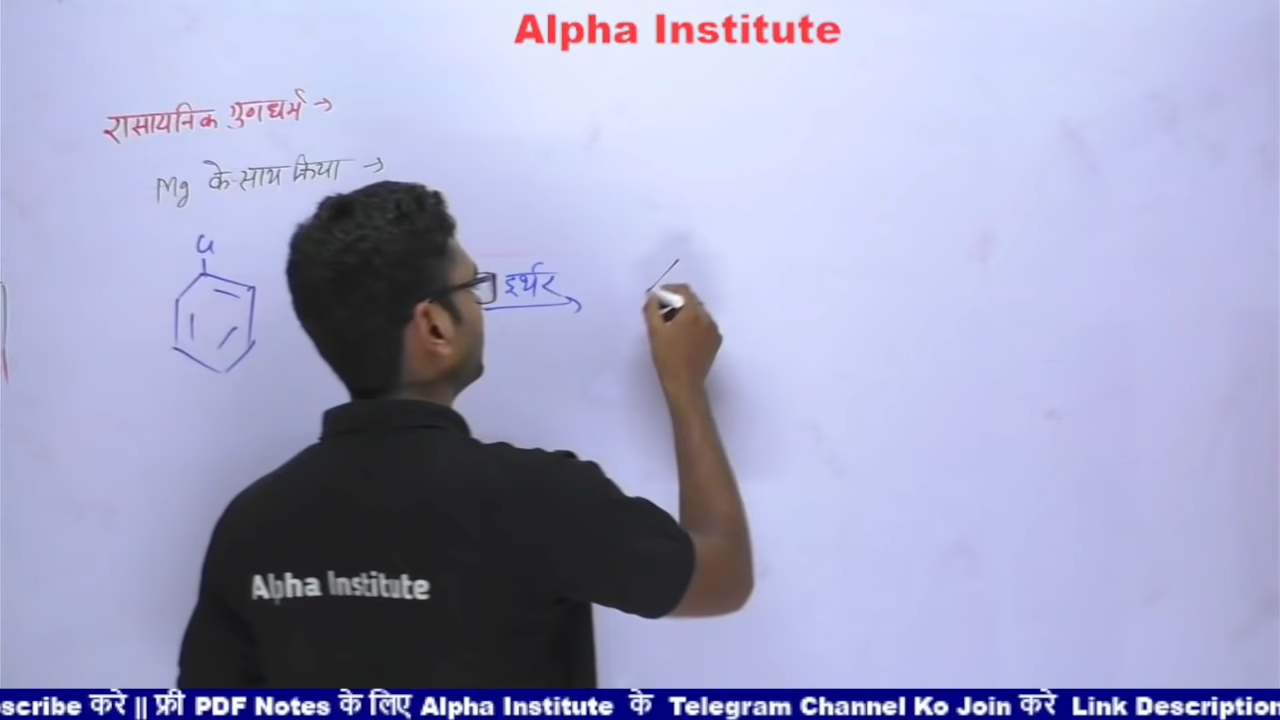 Alpha Institute
रासायनिक गुणधर्म →
Mg के साथ क्रिया →
Cl
ईथर
Alpha Institute
scribe करे || फ्री PDF Notes के लिए Alpha Institute के Telegram Channel Ko Join करे Link Description